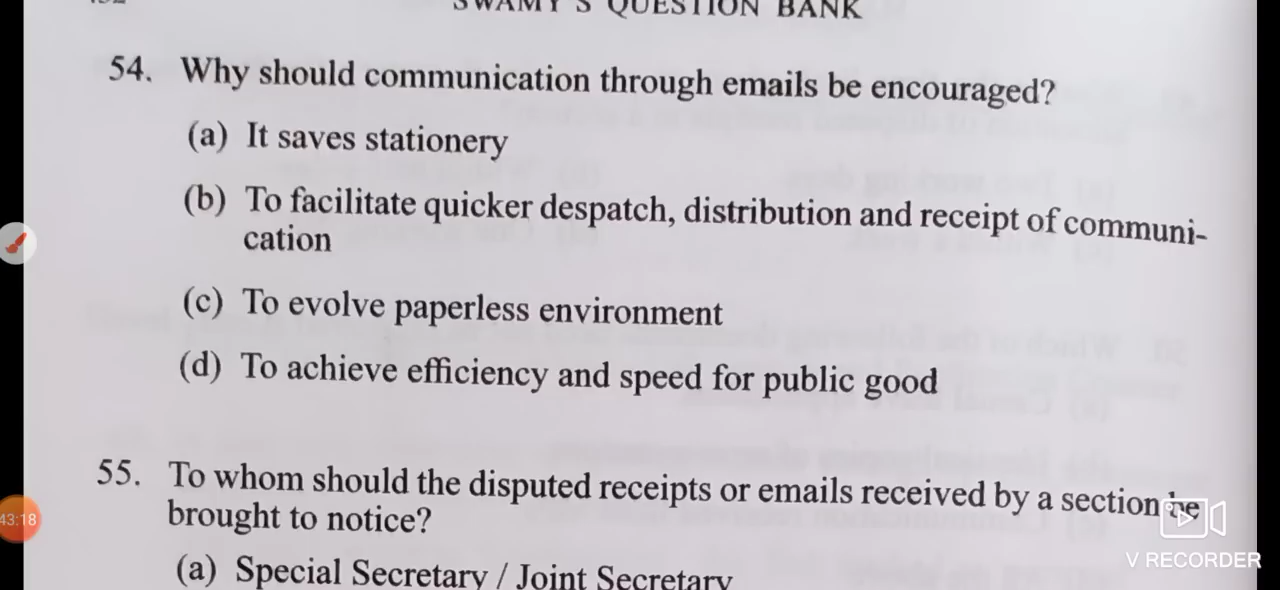 SWAMY'S QUESTION BANK
54. Why should communication through emails be encouraged?
(a) It saves stationery
(b) To facilitate quicker despatch, distribution and receipt of communi-
cation
(c) To evolve paperless environment
(d) To achieve efficiency and speed for public good
55. To whom should the disputed receipts or emails received by a section be
brought to notice?
43:18
V RECORDER
(a) Special Secretary / Joint Secretary